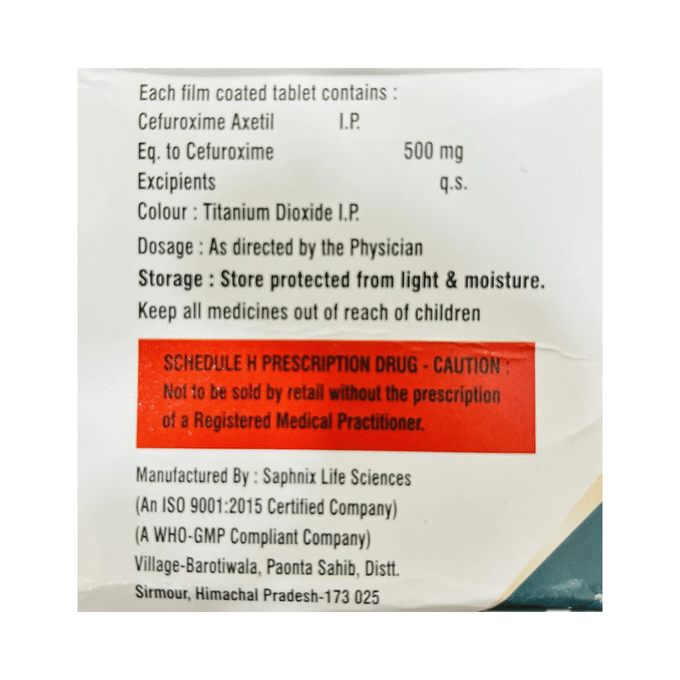 Each film coated tablet contains :
Cefuroxime Axetil I.P.
Eq. to Cefuroxime 500 mg
Excipients q.s.
Colour : Titanium Dioxide I.P.
Dosage : As directed by the Physician
Storage : Store protected from light & moisture.
Keep all medicines out of reach of children
SCHEDULE H PRESCRIPTION DRUG - CAUTION :
Not to be sold by retail without the prescription
of a Registered Medical Practitioner.
Manufactured By : Saphnix Life Sciences
(An ISO 9001:2015 Certified Company)
(A WHO-GMP Compliant Company)
Village-Barotiwala, Paonta Sahib, Distt.
Sirmour, Himachal Pradesh-173 025